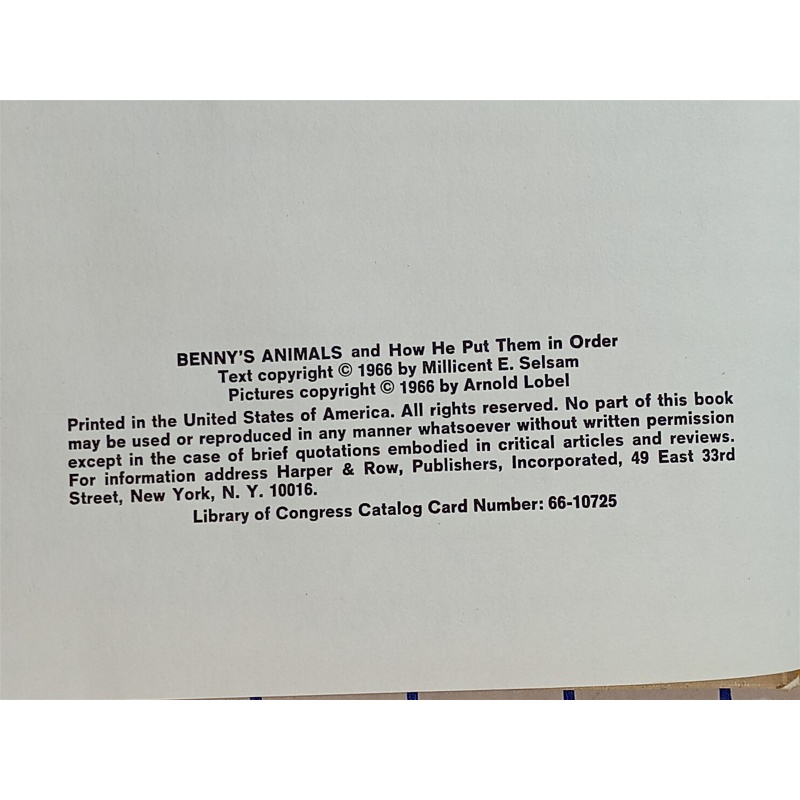 BENNY'S ANIMALS and How He Put Them in Order
Text copyright © 1966 by Millicent E. Selsam
Pictures copyright © 1966 by Arnold Lobel
Printed in the United States of America. All rights reserved. No part of this book
may be used or reproduced in any manner whatsoever without written permission
except in the case of brief quotations embodied in critical articles and reviews.
For information address Harper & Row, Publishers, Incorporated, 49 East 33rd
Street, New York, N. Y. 10016.
Library of Congress Catalog Card Number: 66-10725